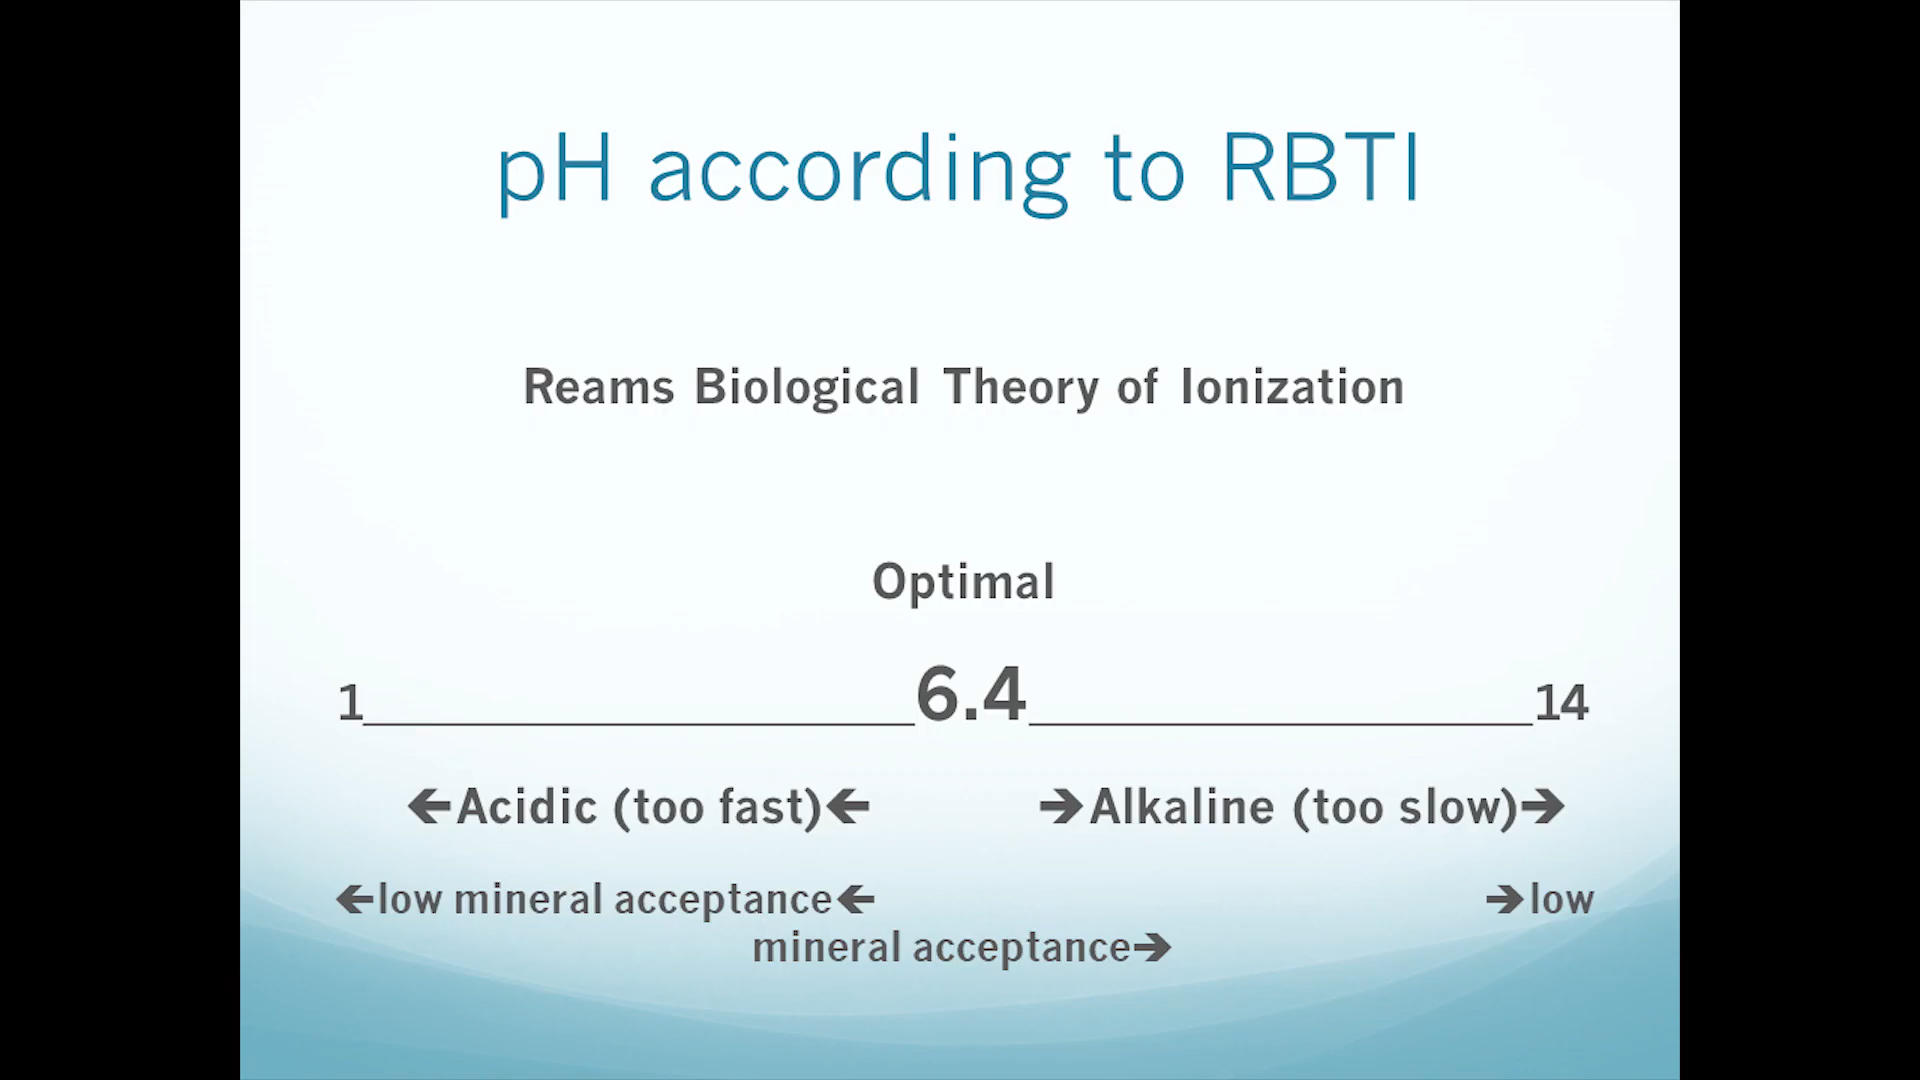 pH according to RBTI
Reams Biological Theory of Ionization
Optimal
1______________________6.4____________________14
🡸Acidic (too fast)🡸 🡺Alkaline (too slow)🡺
🡸low mineral acceptance🡸 🡺low
mineral acceptance🡺